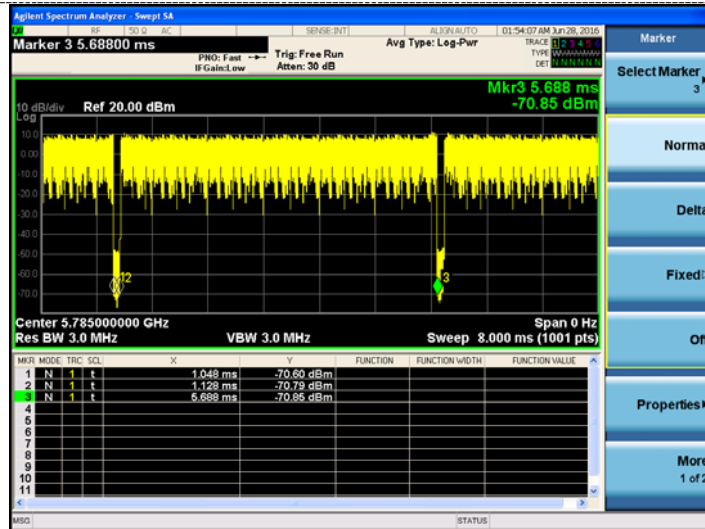 Agilent Spectrum Analyzer - Swept SA
RF 50 Ω AC SENSE:INT ALIGN AUTO 01:54:07 AM Jun 28, 2016
Marker 3 5.68800 ms
PNO: Fast
IFGain:Low
Trig: Free Run
Atten: 30 dB
Avg Type: Log-Pwr
TRACE 1 2 3 4 5 6
TYPE WWWWWW
DET N N N N N N
Mkr3 5.688 ms
-70.85 dBm
10 dB/div Ref 20.00 dBm
Log
10.0
0.00
-10.0
-20.0
-30.0
-40.0
-50.0
-60.0
-70.0
12
3
Center 5.785000000 GHz Span 0 Hz
Res BW 3.0 MHz VBW 3.0 MHz Sweep 8.000 ms (1001 pts)
MKR MODE TRC SCL X Y FUNCTION FUNCTION WIDTH FUNCTION VALUE
1 N 1 t 1.048 ms -70.60 dBm
2 N 1 t 1.128 ms -70.79 dBm
3 N 1 t 5.688 ms -70.85 dBm
4
5
6
7
8
9
10
11
MSG STATUS
Marker
Select Marker
3
Norma
Delta
Fixed
Of
Properties
More
1 of 2